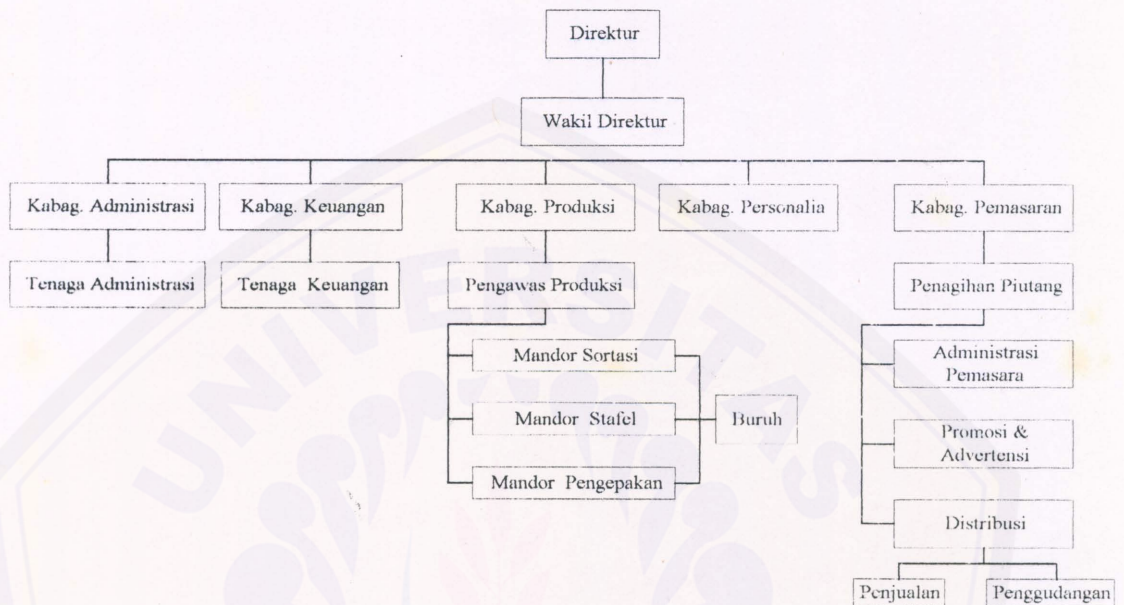 Direktur
Wakil Direktur
Kabag. Administrasi
Kabag. Keuangan
Kabag. Produksi
Kabag. Personalia
Kabag. Pemasaran
Tenaga Administrasi
Tenaga Keuangan
Pengawas Produksi
Penagihan Piutang
Mandor Sortasi
Mandor Stafel
Mandor Pengepakan
Buruh
Administrasi
Pemasara
Promosi &
Advertensi
Distribusi
Penjualan
Penggudangan
UNIVERSITAS